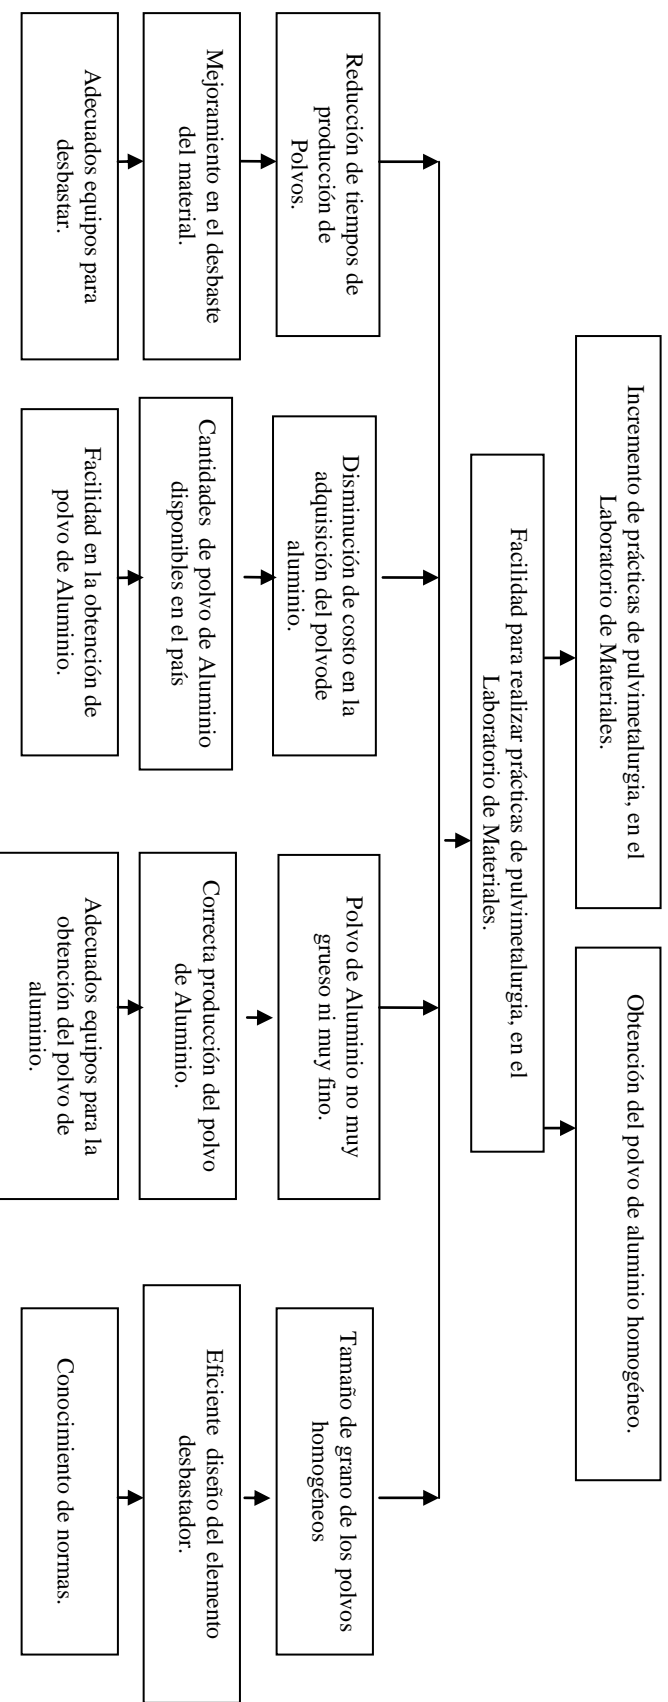 Incremento de prácticas de pulvimetalurgia, en el
Laboratorio de Materiales.
Obtención del polvo de aluminio homogéneo.
Facilidad para realizar prácticas de pulvimetalurgia, en el
Laboratorio de Materiales.
Reducción de tiempos de
producción de
Polvos.
Disminución de costo en la
adquisición del polvode
aluminio.
Polvo de Aluminio no muy
grueso ni muy fino.
Tamaño de grano de los polvos
homogéneos
Mejoramiento en el desbaste
del material.
Cantidades de polvo de Aluminio
disponibles en el país
Correcta producción del polvo
de Aluminio.
Eficiente diseño del elemento
desbastador.
Adecuados equipos para
desbastar.
Facilidad en la obtención de
polvo de Aluminio.
Adecuados equipos para la
obtención del polvo de
aluminio.
Conocimiento de normas.